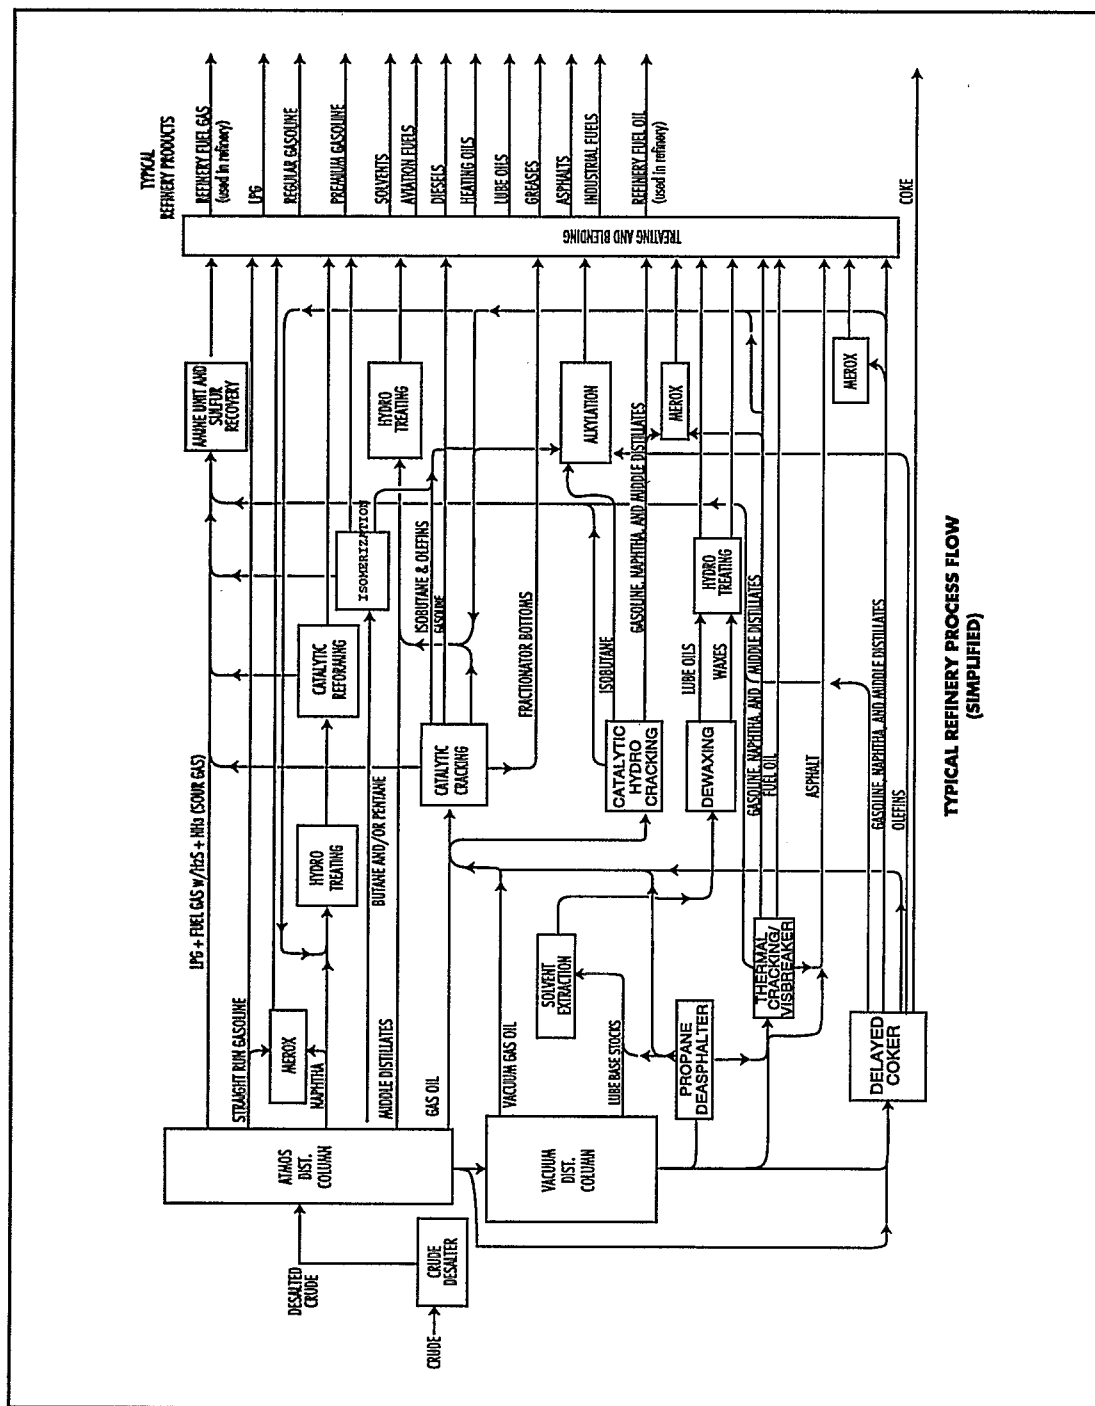 TYPICAL
REFINERY PRODUCTS
REFINERY FUEL GAS
(used in refinery)
LPG
REGULAR GASOLINE
PREMIUM GASOLINE
SOLVENTS
AVIATION FUELS
DIESELS
HEATING OILS
LUBE OILS
GREASES
ASPHALTS
INDUSTRIAL FUELS
REFINERY FUEL OIL
(used in refinery)
COKE
TREATING AND BLENDING
AMINE UNIT AND
SULFUR
RECOVERY
HYDRO
TREATING
ALKYLATION
MEROX
MEROX
ISOMERIZATION
HYDRO
TREATING
CATALYTIC
REFORMING
ISOBUTANE & OLEFINS
GASOLINE
FRACTIONATOR BOTTOMS
ISOBUTANE
GASOLINE, NAPHTHA, AND MIDDLE DISTILLATES
LUBE OILS
WAXES
GASOLINE, NAPHTHA, AND MIDDLE DISTILLATES
FUEL OIL
ASPHALT
GASOLINE, NAPHTHA, AND MIDDLE DISTILLATES
OLEFINS
CATALYTIC
CRACKING
CATALYTIC
HYDRO
CRACKING
DEWAXING
LPG + FUEL GAS W/H2S + NH3 (SOUR GAS)
HYDRO
TREATING
BUTANE AND/OR PENTANE
STRAIGHT RUN GASOLINE
MEROX
NAPHTHA
MIDDLE DISTILLATES
GAS OIL
VACUUM GAS OIL
SOLVENT
EXTRACTION
LUBE BASE STOCKS
PROPANE
DEASPHALTER
THERMAL
CRACKING/
VISBREAKER
DELAYED
COKER
ATMOS
DIST.
COLUMN
VACUUM
DIST.
COLUMN
DESALTED
CRUDE
CRUDE
DESALTER
CRUDE
TYPICAL REFINERY PROCESS FLOW
(SIMPLIFIED)